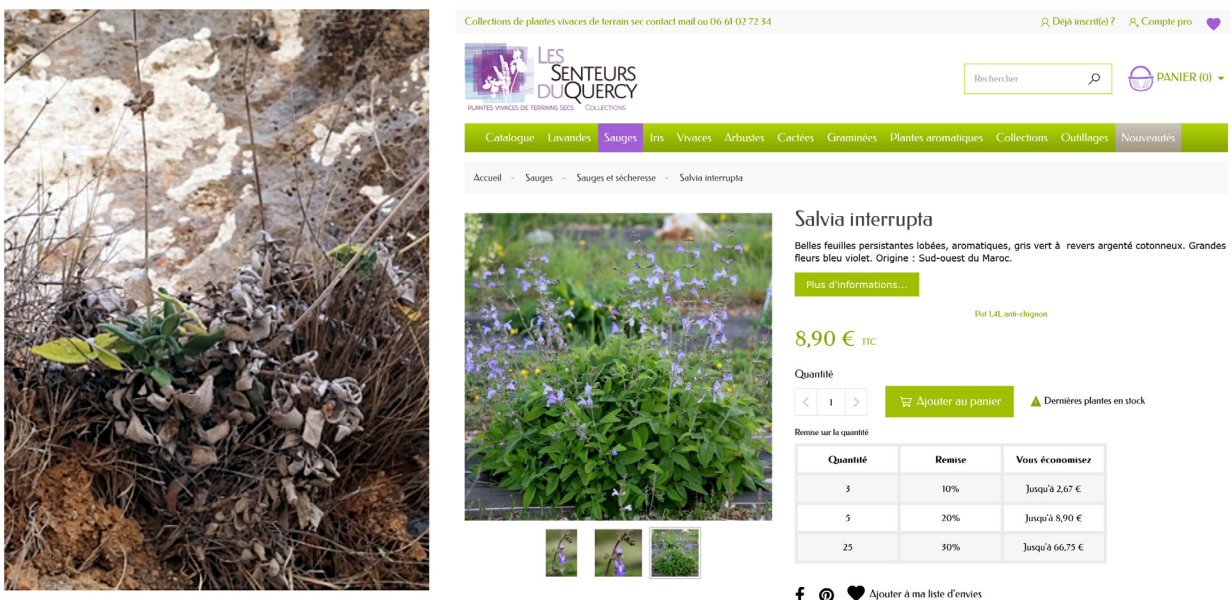 Collections de plantes vivaces de terrain sec contact mail ou 06 61 02 72 34
Déjà inscrit(e) ? Compte pro
LES
SENTEURS
DU QUERCY
PLANTES VIVACES DE TERRAINS SECS COLLECTIONS
Rechercher
PANIER (0)
Catalogue Lavandes Sauges Iris Vivaces Arbustes Cactées Graminées Plantes aromatiques Collections Outillages Nouveautés
Accueil - Sauges - Sauges et sécheresse - Salvia interrupta
Salvia interrupta
Belles feuilles persistantes lobées, aromatiques, gris vert à revers argenté cotonneux. Grandes
fleurs bleu violet. Origine : Sud-ouest du Maroc.
Plus d'informations...
Pot 1,4L anti-chignon
8,90 € TTC
Quantité
1
Ajouter au panier
Dernières plantes en stock
Remise sur la quantité
Quantité Remise Vous économisez
3 10% Jusqu'à 2,67 €
5 20% Jusqu'à 8,90 €
25 30% Jusqu'à 66,75 €
Ajouter à ma liste d'envies